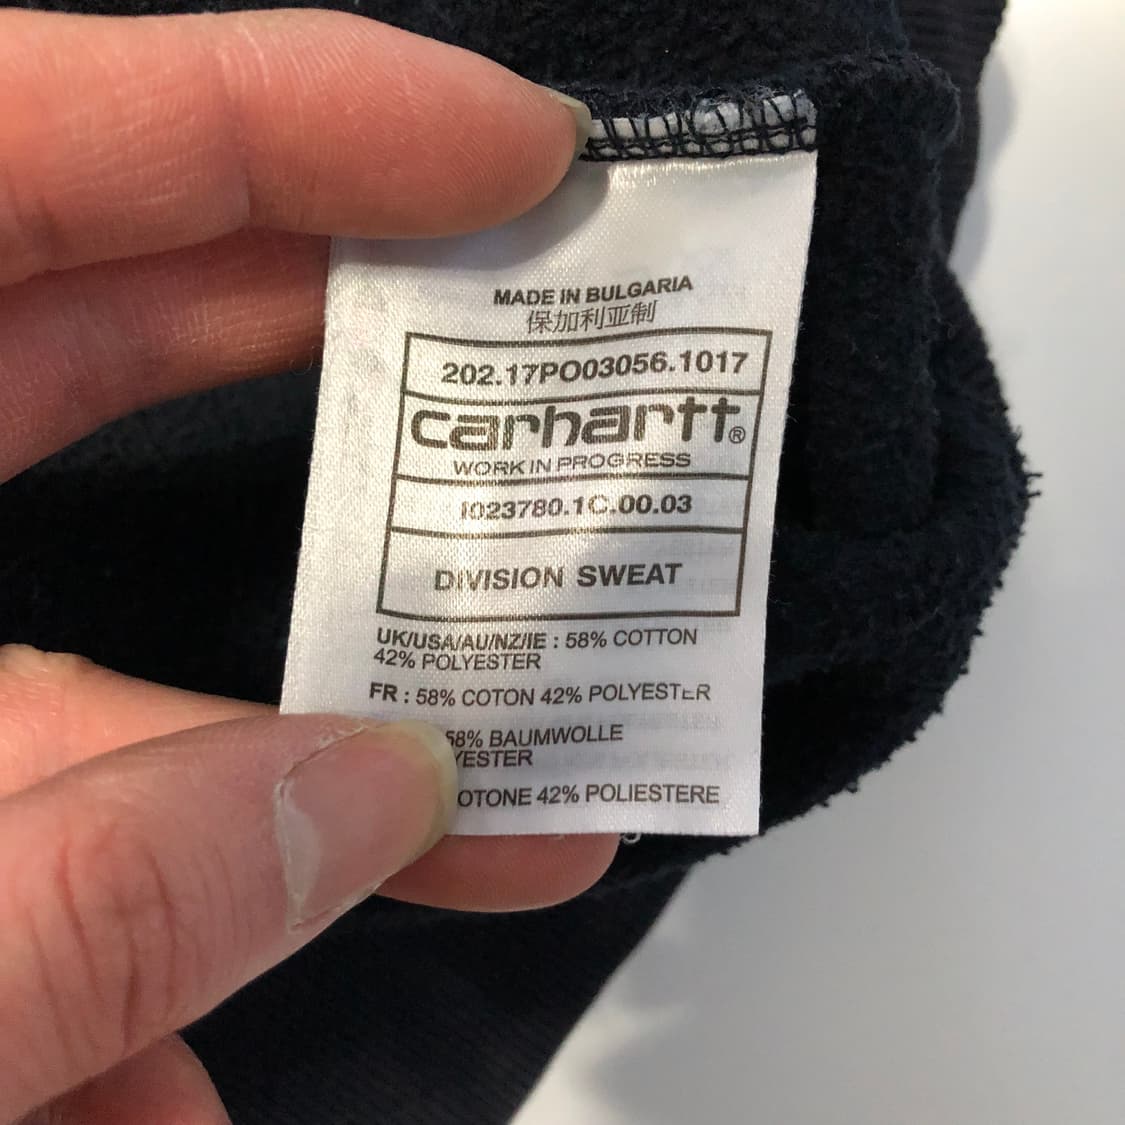 MADE IN BULGARIA
保加利亚制
202.17PO03056.1017
carhartt®
WORK IN PROGRESS
I023780.1C.00.03
DIVISION SWEAT
UK/USA/AU/NZ/IE : 58% COTTON
42% POLYESTER
FR : 58% COTON 42% POLYESTER
58% BAUMWOLLE
YESTER
OTONE 42% POLIESTERE